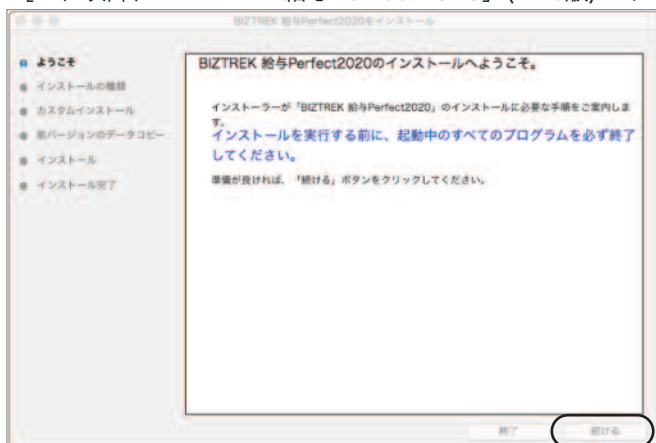 BIZTREK 給与Perfect2020をインストール
ようこそ
インストールの種類
カスタムインストール
前バージョンのデータコピー
インストール
インストール完了
BIZTREK 給与Perfect2020のインストールへようこそ。
インストーラーが「BIZTREK 給与Perfect2020」のインストールに必要な手順をご案内しま
す。
インストールを実行する前に、起動中のすべてのプログラムを必ず終了
してください。
準備が良ければ、「続ける」ボタンをクリックしてください。
終了
続ける